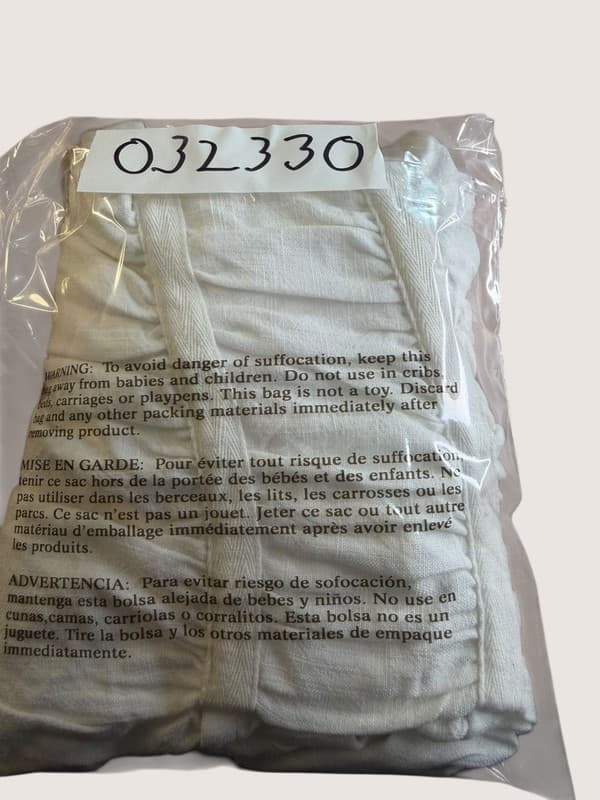 032330
WARNING: To avoid danger of suffocation, keep this
bag away from babies and children. Do not use in cribs,
beds, carriages or playpens. This bag is not a toy. Discard
bag and any other packing materials immediately after
removing product.
MISE EN GARDE: Pour éviter tout risque de suffocation,
tenir ce sac hors de la portée des bébés et des enfants. Ne
pas utiliser dans les berceaux, les lits, les carrosses ou les
parcs. Ce sac n'est pas un jouet. Jeter ce sac ou tout autre
matériau d'emballage immédiatement après avoir enlevé
les produits.
ADVERTENCIA: Para evitar riesgo de sofocación,
mantenga esta bolsa alejada de bebes y niños. No use en
cunas,camas, carriolas o corralitos. Esta bolsa no es un
juguete. Tire la bolsa y los otros materiales de empaque
immediatamente.